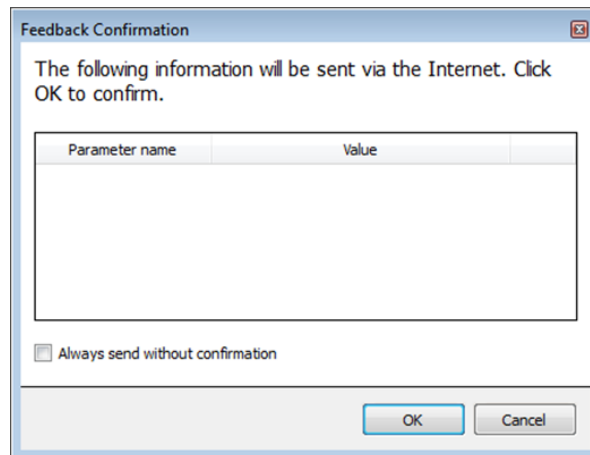 Feedback Confirmation
The following information will be sent via the Internet. Click
OK to confirm.
Parameter name Value
Always send without confirmation
OK Cancel